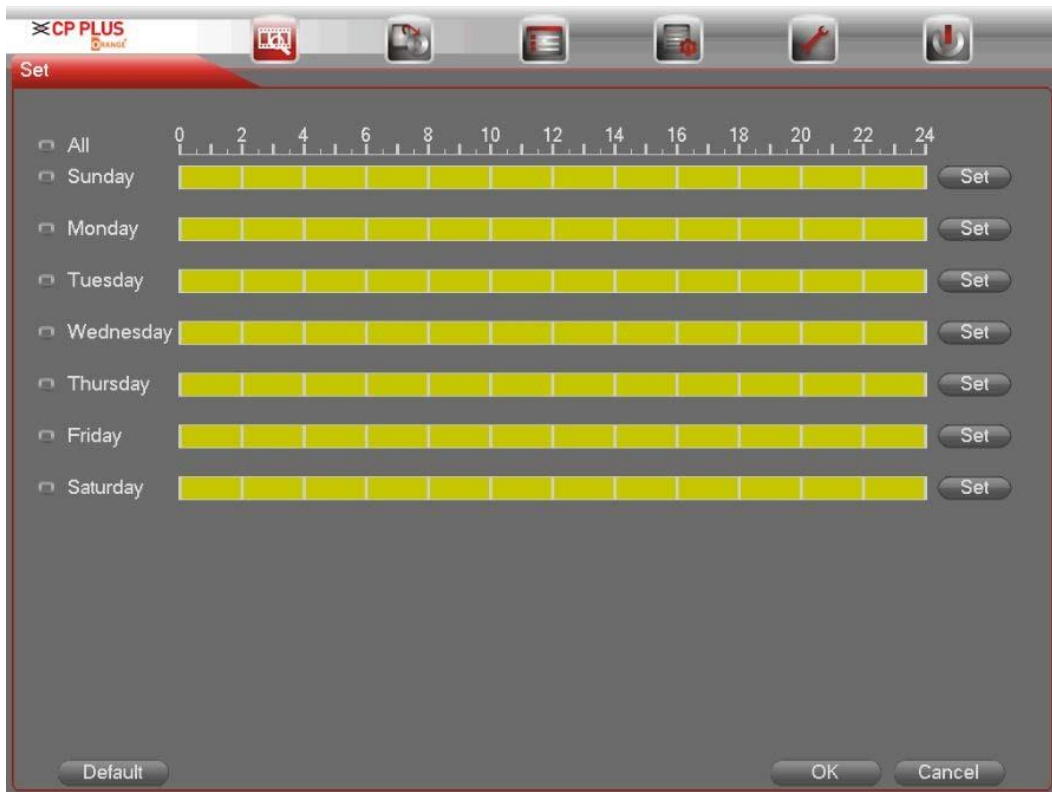 CP PLUS
ORANGE
Set
All 0 2 4 6 8 10 12 14 16 18 20 22 24
Sunday Set
Monday Set
Tuesday Set
Wednesday Set
Thursday Set
Friday Set
Saturday Set
Default OK Cancel